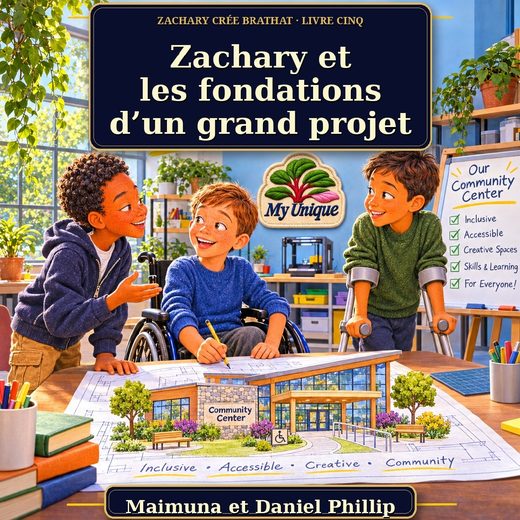 ZACHARY CRÉE BRATHAT · LIVRE CINQ
Zachary et
les fondations
d’un grand projet
My Unique
Our
Community
Center
Inclusive
Accessible
Creative Spaces
Skills & Learning
For Everyone!
Community
Center
Inclusive • Accessible • Creative • Community
Maimuna et Daniel Phillip